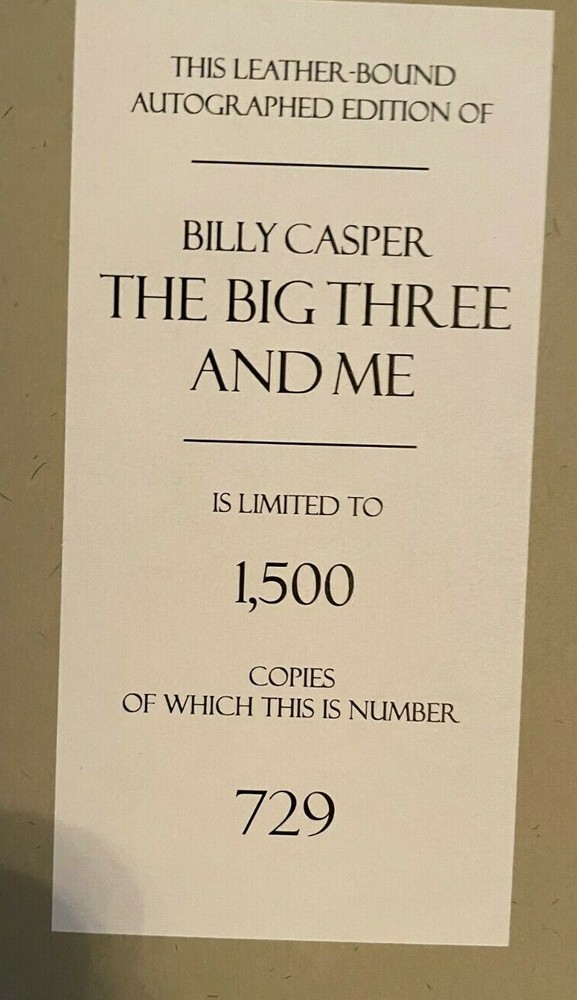 THIS LEATHER-BOUND
AUTOGRAPHED EDITION OF
BILLY CASPER
THE BIG THREE
AND ME
IS LIMITED TO
1,500
COPIES
OF WHICH THIS IS NUMBER
729